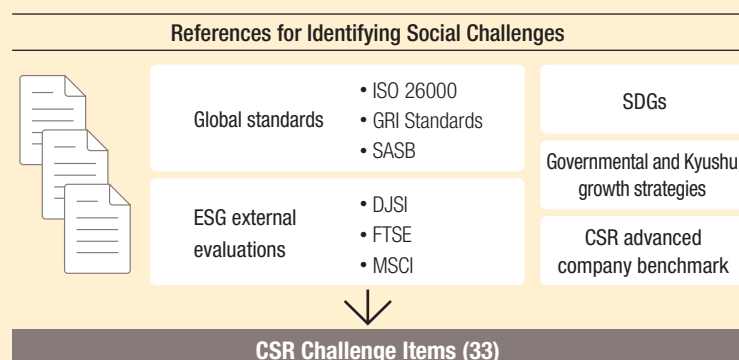 References for Identifying Social Challenges
Global standards
• ISO 26000
• GRI Standards
• SASB
ESG external
evaluations
• DJSI
• FTSE
• MSCI
SDGs
Governmental and Kyushu
growth strategies
CSR advanced
company benchmark
CSR Challenge Items (33)